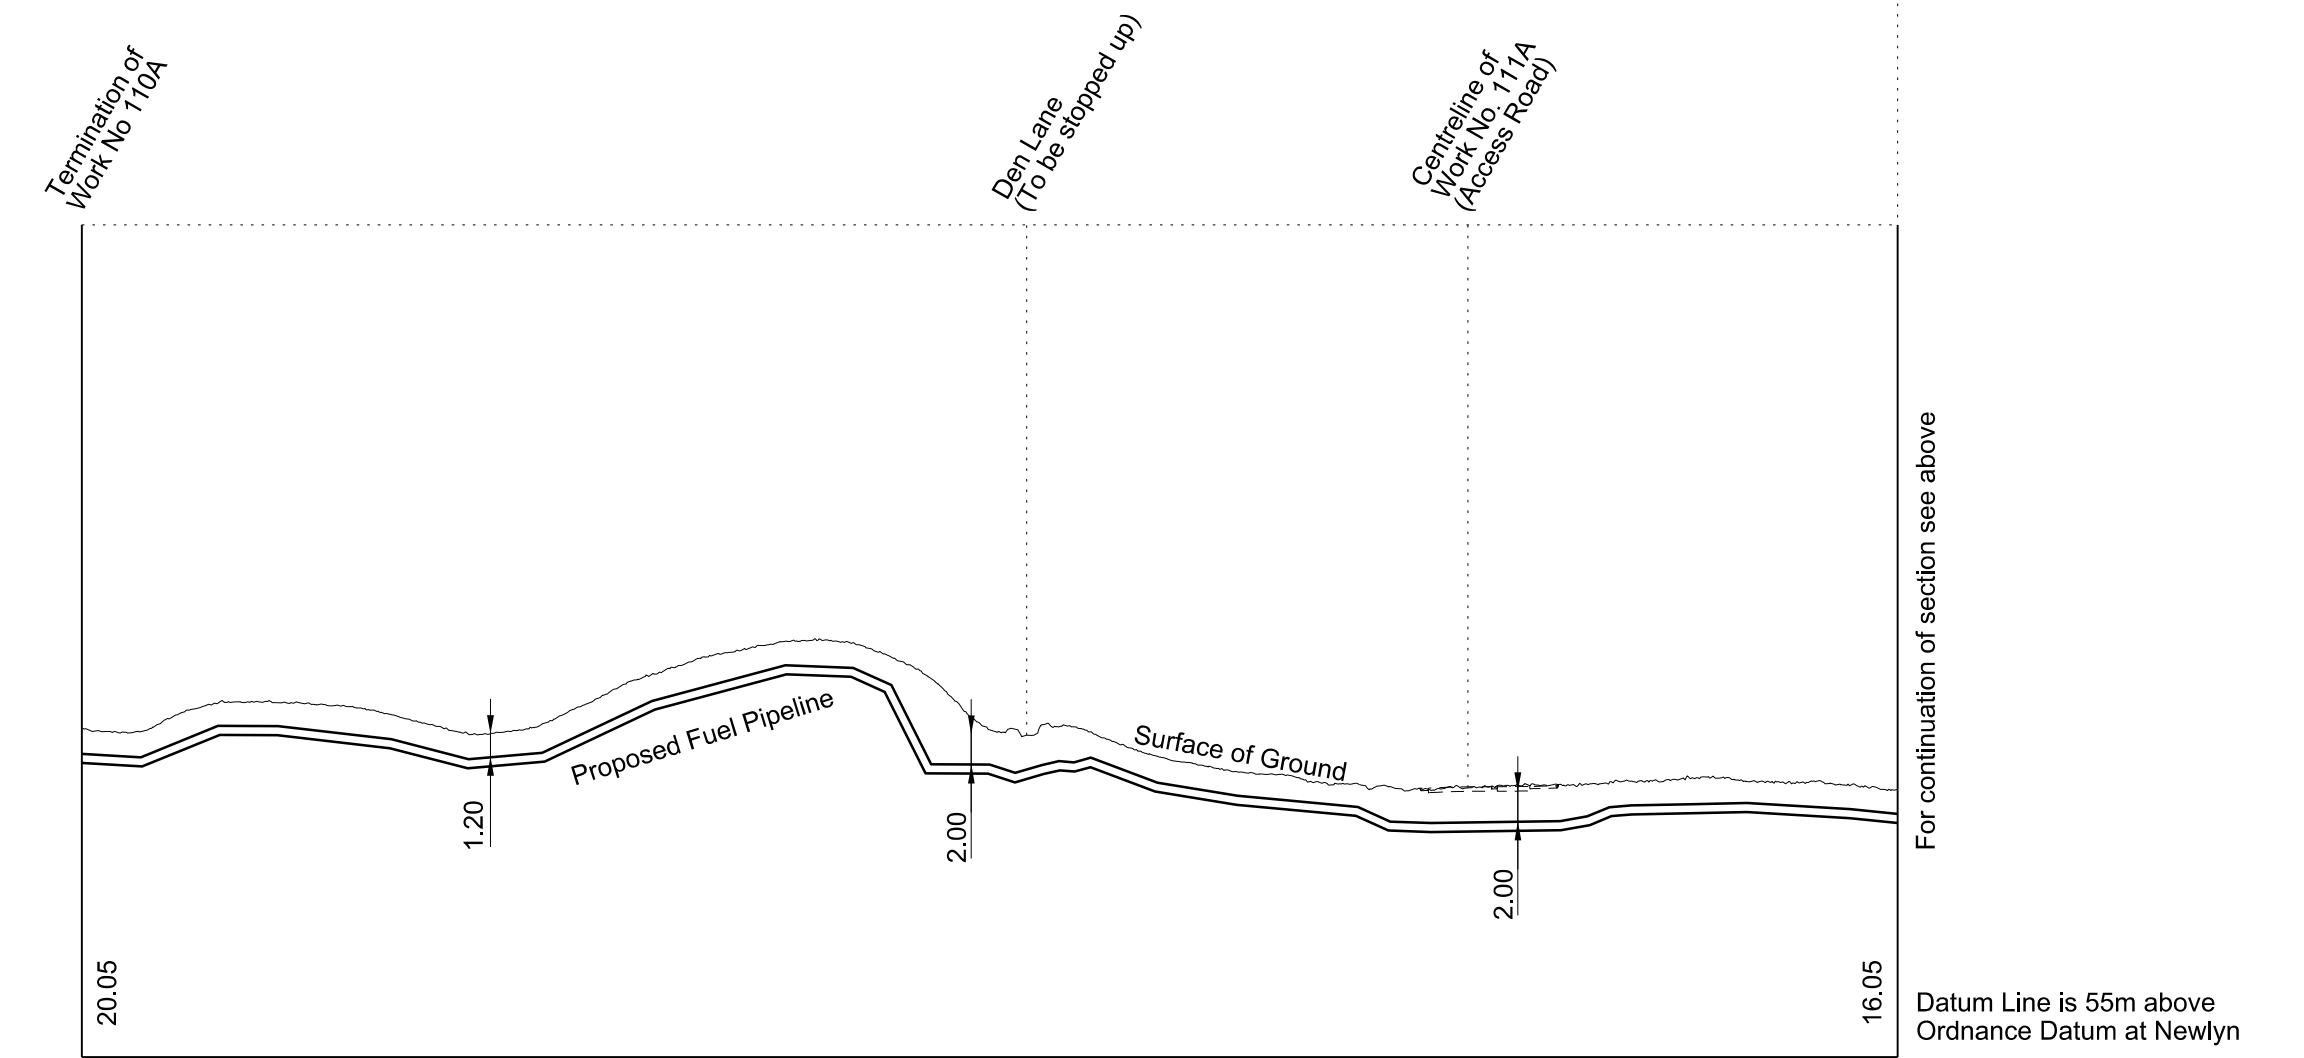 Termination of
Work No 110A
Den Lane
(To be stopped up)
Centreline of
Work No. 111A
(Access Road)
For continuation of section see above
Surface of Ground
Proposed Fuel Pipeline
1.20
2.00
2.00
20.05
16.05
Datum Line is 55m above
Ordnance Datum at Newlyn